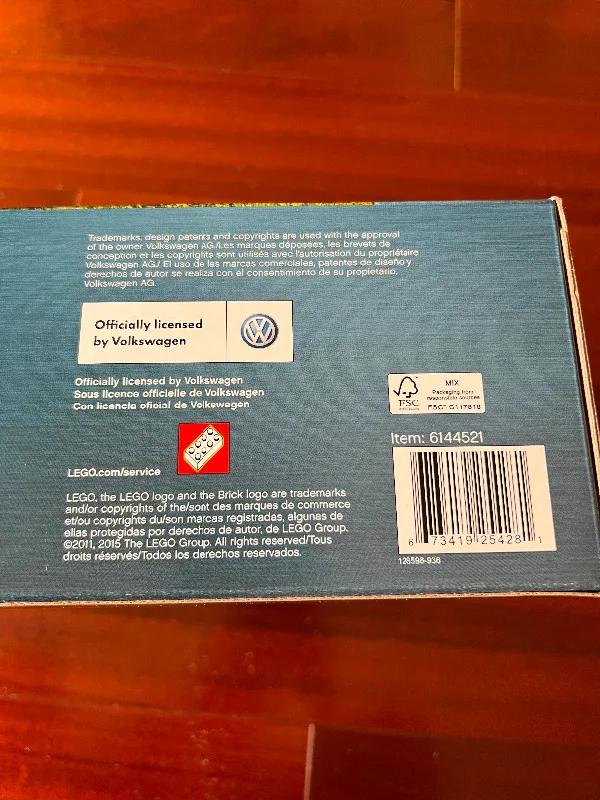 Trademarks, design patents and copyrights are used with the approval
of the owner Volkswagen AG./Les marques déposées, les brevets de
conception et les copyrights sont utilisés avec l'autorisation du propriétaire
Volkswagen AG./ El uso de las marcas comerciales, patentes de diseño y
derechos de autor se realiza con el consentimiento de su propietario,
Volkswagen AG.
Officially licensed
by Volkswagen
Officially licensed by Volkswagen
Sous licence officielle de Volkswagen
Con licencia oficial de Volkswagen
FSC
MIX
Packaging from
responsible sources
FSC® C117818
Item: 6144521
LEGO.com/service
LEGO, the LEGO logo and the Brick logo are trademarks
and/or copyrights of the/sont des marques de commerce
et/ou copyrights du/son marcas registradas, algunas de
ellas protegidas por derechos de autor, de LEGO Group.
©2011, 2015 The LEGO Group. All rights reserved/Tous
droits réservés/Todos los derechos reservados.
6 73419 25428 1
128598-936